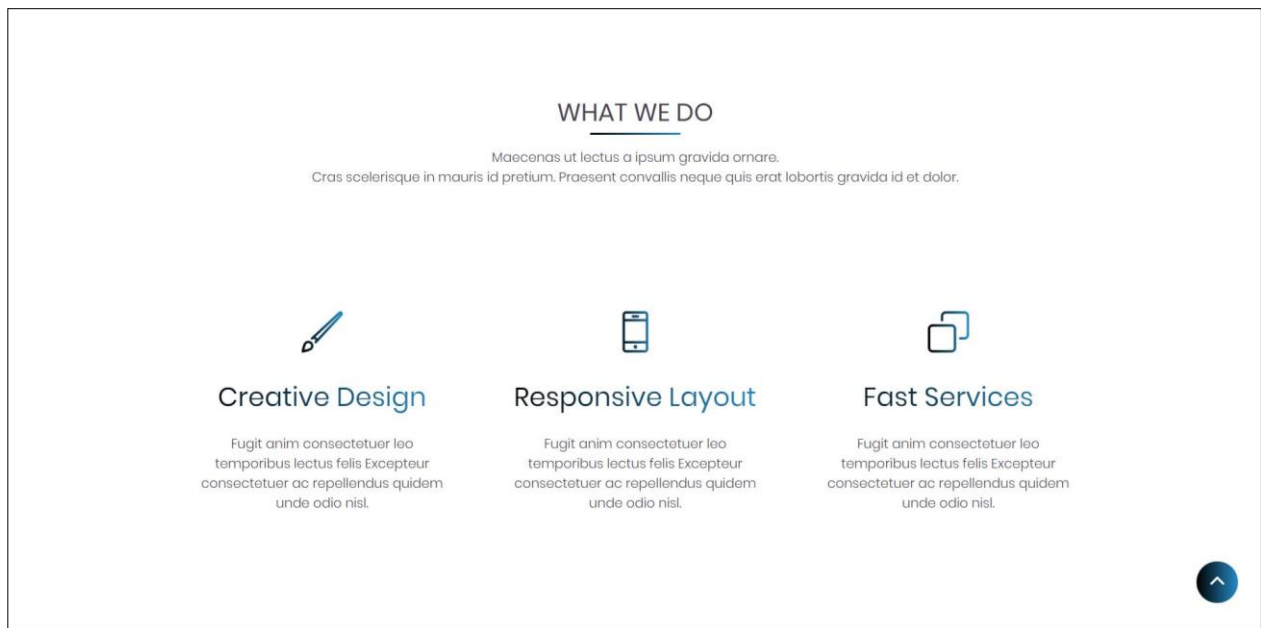 WHAT WE DO
Maecenas ut lectus a ipsum gravida ornare.
Cras scelerisque in mauris id pretium. Praesent convallis neque quis erat lobortis gravida id et dolor.
Creative Design
Fugit anim consectetuer leo
temporibus lectus felis Excepteur
consectetuer ac repellendus quidem
unde odio nisl.
Responsive Layout
Fugit anim consectetuer leo
temporibus lectus felis Excepteur
consectetuer ac repellendus quidem
unde odio nisl.
Fast Services
Fugit anim consectetuer leo
temporibus lectus felis Excepteur
consectetuer ac repellendus quidem
unde odio nisl.